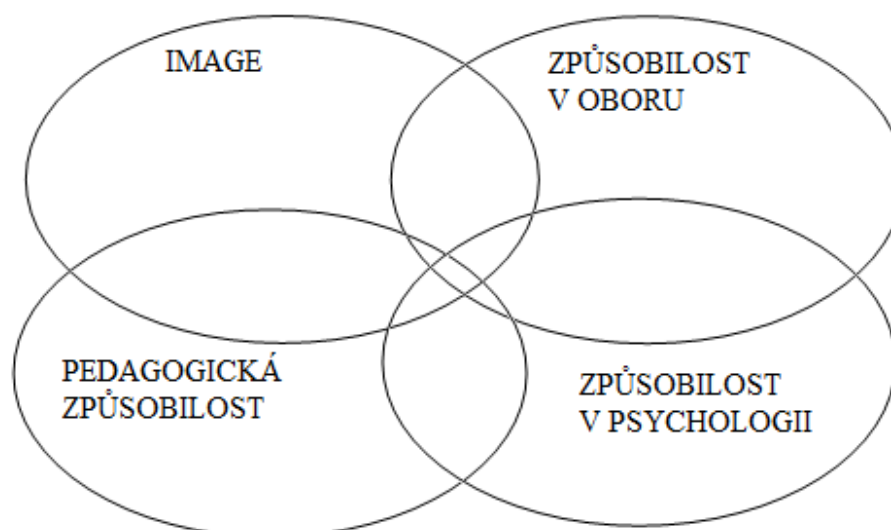 IMAGE
ZPŮSOBILOST
V OBORU
PEDAGOGICKÁ
ZPŮSOBILOST
ZPŮSOBILOST
V PSYCHOLOGII